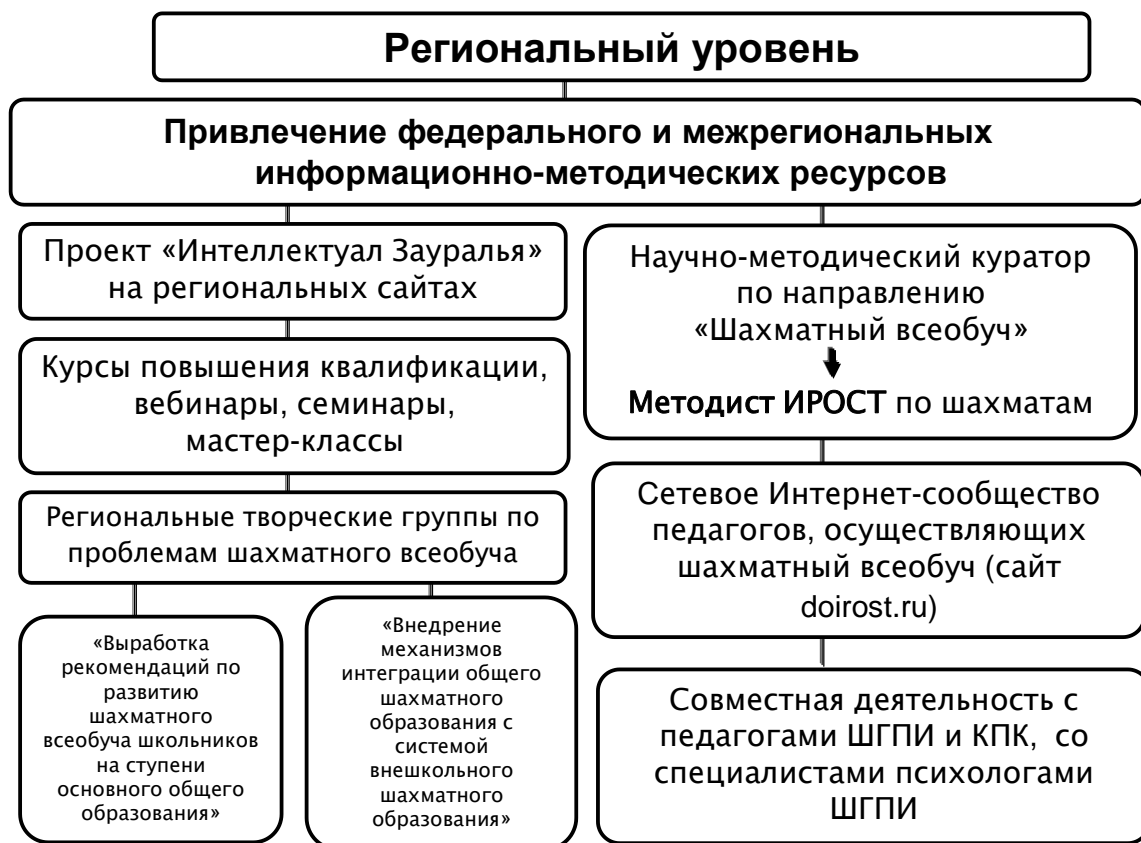 Региональный уровень
Привлечение федерального и межрегиональных
информационно-методических ресурсов
Проект «Интеллектуал Зауралья»
на региональных сайтах
Курсы повышения квалификации,
вебинары, семинары,
мастер-классы
Региональные творческие группы по
проблемам шахматного всеобуча
«Выработка
рекомендаций по
развитию
шахматного
всеобуча школьников
на ступени
основного общего
образования»
«Внедрение
механизмов
интеграции общего
шахматного
образования с
системой
внешкольного
шахматного
образования»
Научно-методический куратор
по направлению
«Шахматный всеобуч»
Методист ИРОСТ по шахматам
Сетевое Интернет-сообщество
педагогов, осуществляющих
шахматный всеобуч (сайт
doirost.ru)
Совместная деятельность с
педагогами ШГПИ и КПК, со
специалистами психологами
ШГПИ